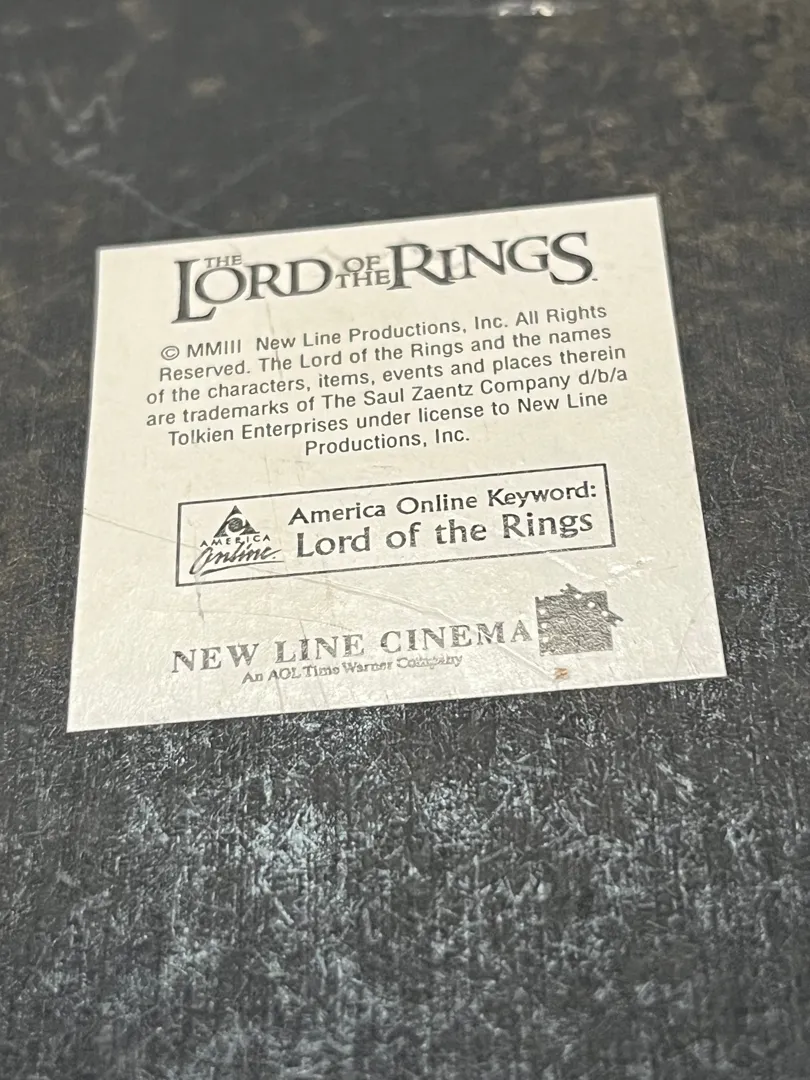 THE LORD OF THE RINGS
© MMIII New Line Productions, Inc. All Rights
Reserved. The Lord of the Rings and the names
of the characters, items, events and places therein
are trademarks of The Saul Zaentz Company d/b/a
Tolkien Enterprises under license to New Line
Productions, Inc.
AMERICA
Online.
America Online Keyword:
Lord of the Rings
NEW LINE CINEMA
An AOL Time Warner Company